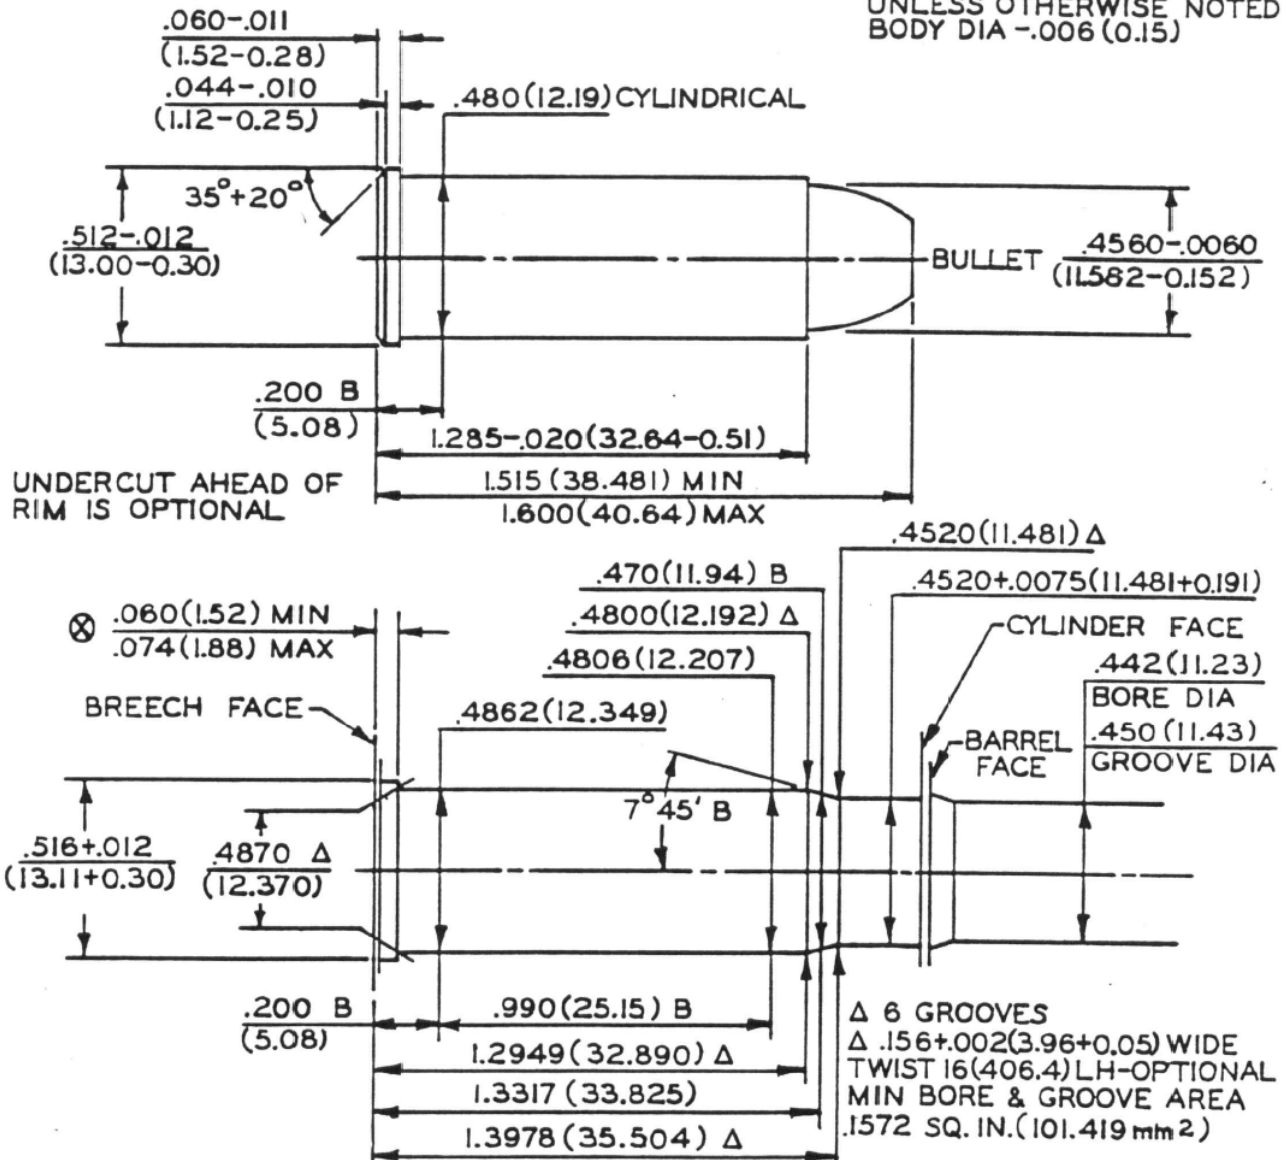 UNLESS OTHERWISE NOTED
BODY DIA -.006 (0.15)
.060-.011
(1.52-0.28)
.044-.010
(1.12-0.25)
.480(12.19) CYLINDRICAL
35°+20°
.512-.012
(13.00-0.30)
BULLET
.4560-.0060
(11.582-0.152)
.200 B
(5.08)
1.285-.020(32.64-0.51)
1.515 (38.481) MIN
1.600(40.64) MAX
UNDERCUT AHEAD OF
RIM IS OPTIONAL
.4520(11.481) Δ
.470(11.94) B
.4520+.0075(11.481+0.191)
⊗ .060(1.52) MIN
.074(1.88) MAX
.4800(12.192) Δ
CYLINDER FACE
.4806(12.207)
.442(11.23)
BORE DIA
BREECH FACE
.4862(12.349)
.450(11.43)
GROOVE DIA
BARREL
FACE
7°45' B
.516+.012
(13.11+0.30)
.4870 Δ
(12.370)
.200 B
(5.08)
.990(25.15) B
1.2949(32.890) Δ
1.3317 (33.825)
1.3978 (35.504) Δ
Δ 6 GROOVES
Δ .156+.002(3.96+0.05) WIDE
TWIST 16(406.4) LH-OPTIONAL
MIN BORE & GROOVE AREA
.1572 SQ. IN.(101.419 mm2)